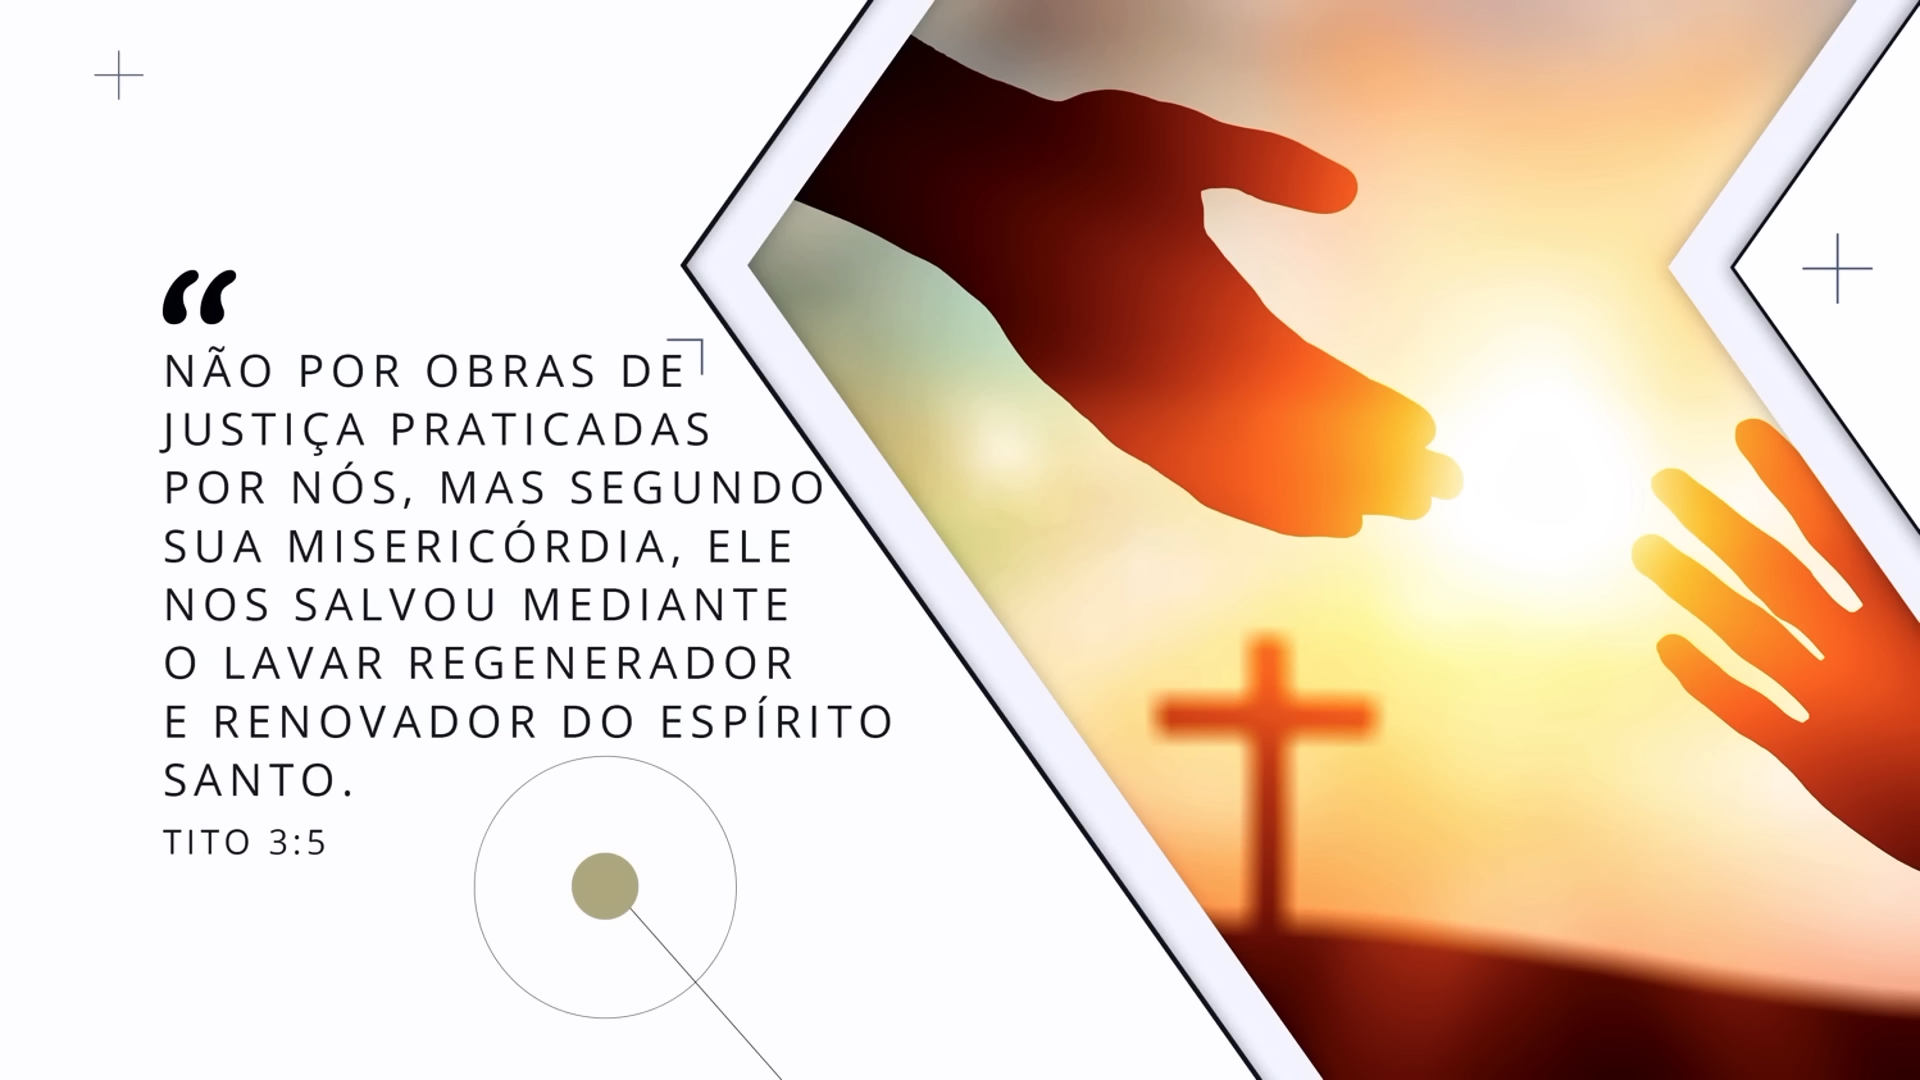 “
NÃO POR OBRAS DE
JUSTIÇA PRATICADAS
POR NÓS, MAS SEGUNDO
SUA MISERICÓRDIA, ELE
NOS SALVOU MEDIANTE
O LAVAR REGENERADOR
E RENOVADOR DO ESPÍRITO
SANTO.
TITO 3:5